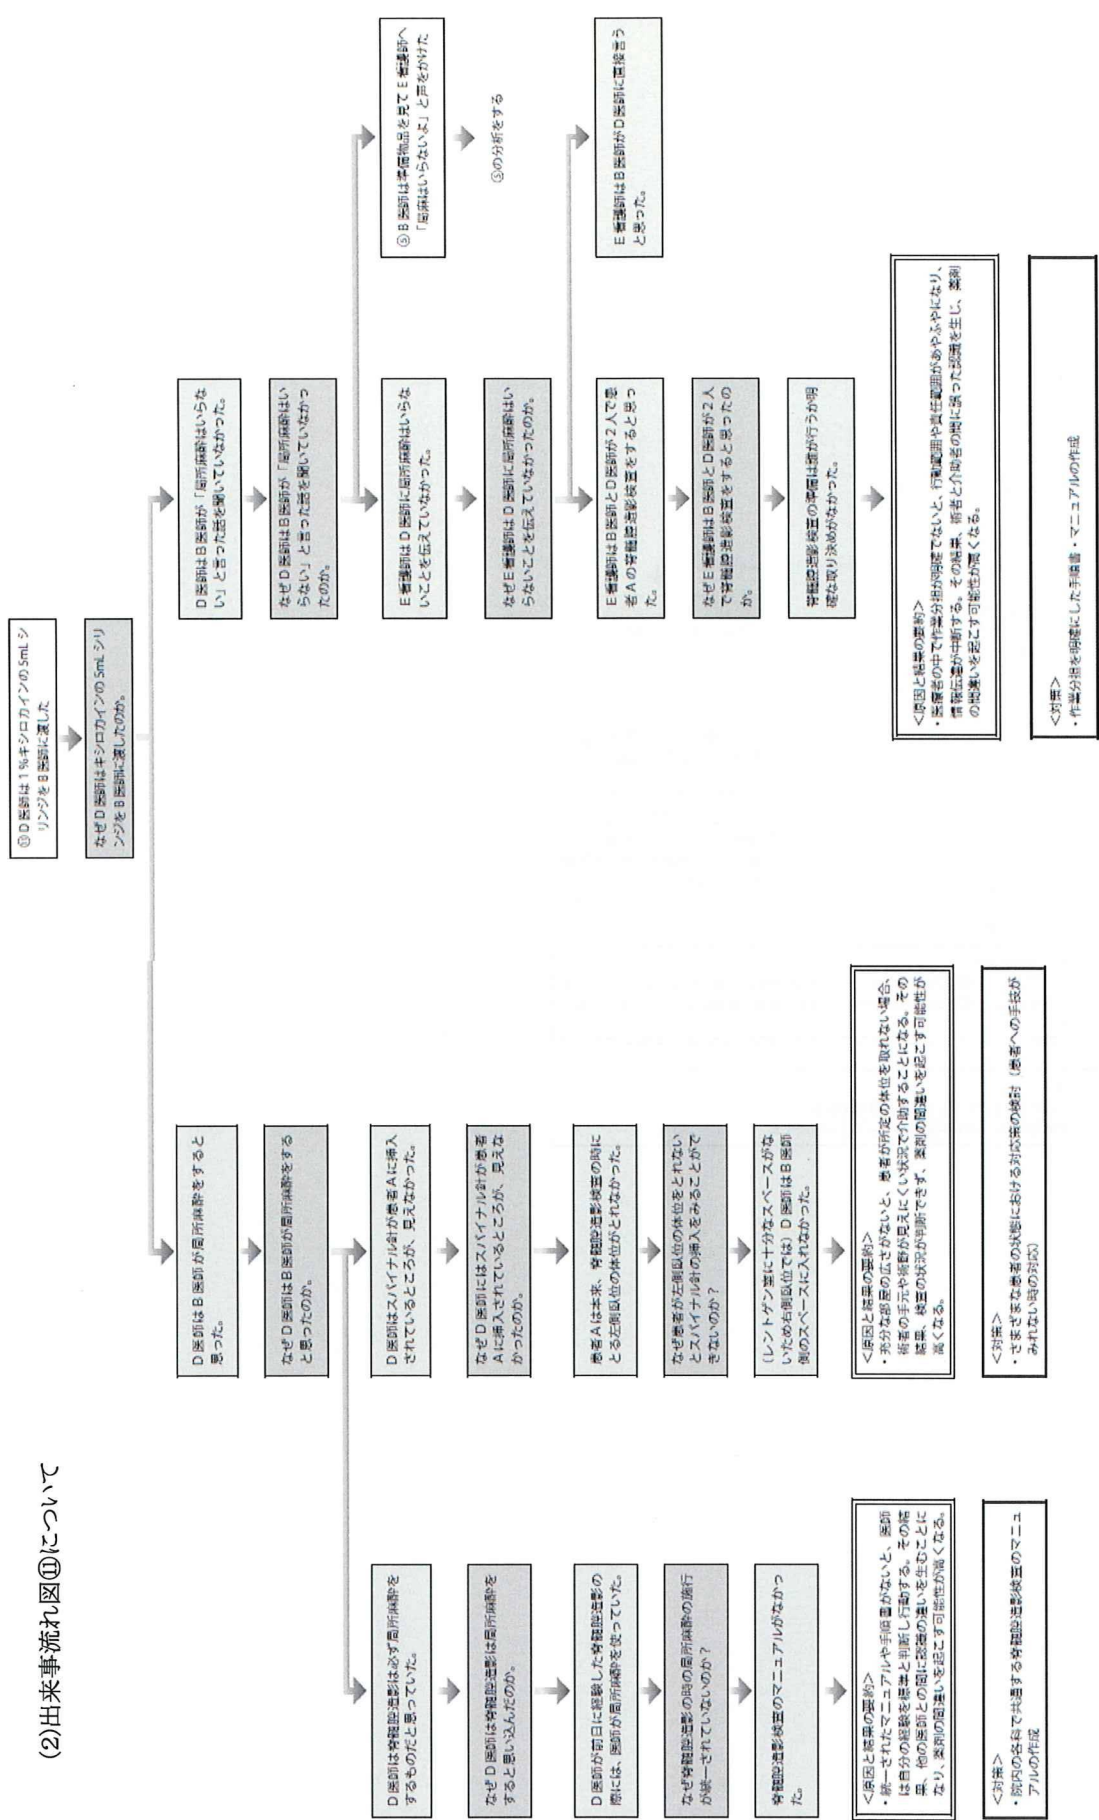 (2)出来事流れ図⑪について
⑪D医師は1%キシロカインの5mLシ
リンジをB医師に渡した
なぜD医師はキシロカインの5mLシリ
ンジをB医師に渡したのか。
D医師はB医師が局所麻酔をすると
思った。
なぜD医師はB医師が局所麻酔をする
と思ったのか。
D医師は脊髄腔造影は必ず局所麻酔を
するものだと思っていた。
なぜD医師は脊髄腔造影は局所麻酔を
すると思い込んだのか。
D医師が前日に経験した脊髄腔造影の
際には、医師が局所麻酔を使っていた。
なぜ脊髄腔造影の時の局所麻酔の施行
が統一されていないのか?
脊髄腔造影検査のマニュアルがなかっ
た。
<原因と結果の要約>
・統一されたマニュアルや手順書がないと、医師
は自分の経験を標準と判断し行動する。その結
果、他の医師との間に認識の違いを生むことに
なり、薬剤の間違いを起こす可能性が高くなる。
<対策>
・院内の各科で共通する脊髄腔造影検査のマニュ
アルの作成
D医師はスパイナル針が患者Aに挿入
されているところが、見えなかった。
なぜD医師にはスパイナル針が患者
Aに挿入されているところが、見えな
かったのか。
患者Aは本来、脊髄腔造影検査の時に
とる左側臥位の体位がとれなかった。
なぜ患者が左側臥位の体位をとれない
とスパイナル針の挿入をみることがで
きないのか?
(レントゲン室に十分なスペースがな
いため右側臥位では)D医師はB医師
側のスペースに入れなかった。
<原因と結果の要約>
・充分な部屋の広さがないと、患者が所定の体位を取れない場合、
術者の手元や術野が見えにくい状況で介助することになる。その
結果、検査の状況が判断できず、薬剤の間違いを起こす可能性が
高くなる。
<対策>
・さまざまな患者の状態における対応策の検討(患者への手技が
みれない時の対応)
D医師はB医師が「局所麻酔はいらな
い」と言った話を聞いていなかった。
なぜD医師はB医師が「局所麻酔はい
らない」と言った話を聞いていなかっ
たのか。
E看護師はD医師に局所麻酔はいらな
いことを伝えていなかった。
なぜE看護師はD医師に局所麻酔はい
らないことを伝えていなかったのか。
E看護師はB医師とD医師が2人で患
者Aの脊髄腔造影検査をすると思っ
た。
なぜE看護師はB医師とD医師が2人
で脊髄腔造影検査をすると思ったの
か。
脊髄腔造影検査の準備は誰が行うか明
確な取り決めがなかった。
<原因と結果の要約>
・医療者の中で作業分担が明確でないと、行動範囲や責任範囲があやふやになり、
情報伝達が中断する。その結果、術者と介助者の間に誤った認識を生じ、薬剤
の間違いを起こす可能性が高くなる。
<対策>
・作業分担を明確にした手順書・マニュアルの作成
⑤B医師は準備物品を見てE看護師へ
「局麻はいらないよ」と声をかけた
⑤の分析をする
E看護師はB医師がD医師に直接言う
と思った。